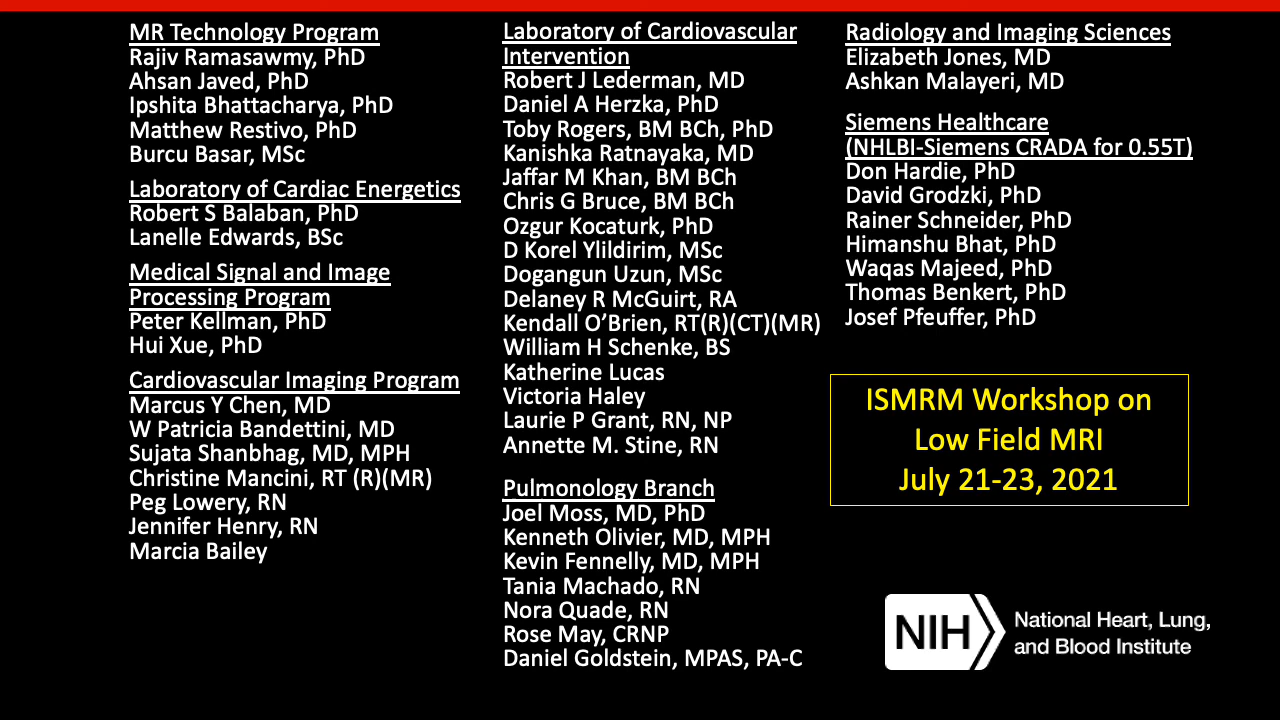 MR Technology Program
Rajiv Ramasawmy, PhD
Ahsan Javed, PhD
Ipshita Bhattacharya, PhD
Matthew Restivo, PhD
Burcu Basar, MSc
Laboratory of Cardiac Energetics
Robert S Balaban, PhD
Lanelle Edwards, BSc
Medical Signal and Image
Processing Program
Peter Kellman, PhD
Hui Xue, PhD
Cardiovascular Imaging Program
Marcus Y Chen, MD
W Patricia Bandettini, MD
Sujata Shanbhag, MD, MPH
Christine Mancini, RT (R)(MR)
Peg Lowery, RN
Jennifer Henry, RN
Marcia Bailey
Laboratory of Cardiovascular
Intervention
Robert J Lederman, MD
Daniel A Herzka, PhD
Toby Rogers, BM BCh, PhD
Kanishka Ratnayaka, MD
Jaffar M Khan, BM BCh
Chris G Bruce, BM BCh
Ozgur Kocaturk, PhD
D Korel Ylildirim, MSc
Dogangun Uzun, MSc
Delaney R McGuirt, RA
Kendall O’Brien, RT(R)(CT)(MR)
William H Schenke, BS
Katherine Lucas
Victoria Haley
Laurie P Grant, RN, NP
Annette M. Stine, RN
Pulmonology Branch
Joel Moss, MD, PhD
Kenneth Olivier, MD, MPH
Kevin Fennelly, MD, MPH
Tania Machado, RN
Nora Quade, RN
Rose May, CRNP
Daniel Goldstein, MPAS, PA-C
Radiology and Imaging Sciences
Elizabeth Jones, MD
Ashkan Malayeri, MD
Siemens Healthcare
(NHLBI-Siemens CRADA for 0.55T)
Don Hardie, PhD
David Grodzki, PhD
Rainer Schneider, PhD
Himanshu Bhat, PhD
Waqas Majeed, PhD
Thomas Benkert, PhD
Josef Pfeuffer, PhD
ISMRM Workshop on
Low Field MRI
July 21-23, 2021
NIH
National Heart, Lung,
and Blood Institute